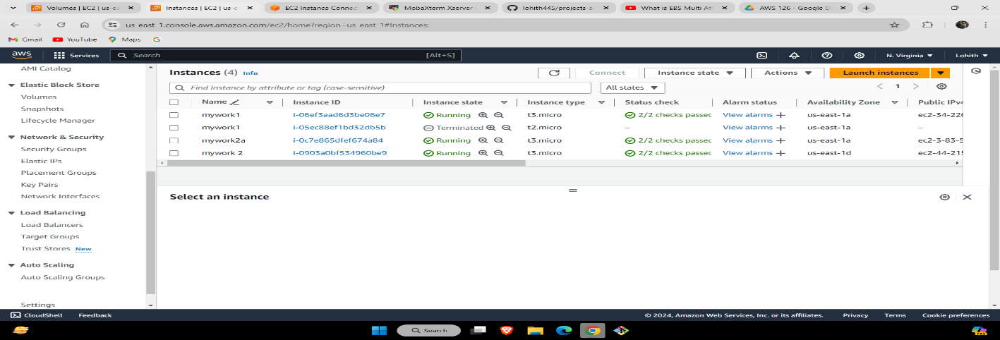 Volumes | EC2 | us-ea
Instances | EC2 | us-e
EC2 Instance Connec
MobaXterm Xserver
lohith445/projects-a
What is EBS Multi At
AWS 126 - Google D
us-east-1.console.aws.amazon.com/ec2/home?region=us-east-1#Instances:
Gmail
YouTube
Maps
aws
Services
Search
[Alt+S]
N. Virginia
Lohith
AMI Catalog
Elastic Block Store
Volumes
Snapshots
Lifecycle Manager
Network & Security
Security Groups
Elastic IPs
Placement Groups
Key Pairs
Network Interfaces
Load Balancing
Load Balancers
Target Groups
Trust Stores New
Auto Scaling
Auto Scaling Groups
Settings
Instances (4) Info
Connect
Instance state
Actions
Launch instances
Find Instance by attribute or tag (case-sensitive)
All states
1
Name Instance ID Instance state Instance type Status check Alarm status Availability Zone Public IPv4
mywork1 i-06ef3aad6d3be06e7 Running t3.micro 2/2 checks passec View alarms + us-east-1a ec2-34-226
mywork1 i-05ec88ef1bd32db5b Terminated t2.micro – View alarms + us-east-1a –
mywork2a i-0c7e865dfef674a84 Running t3.micro 2/2 checks passec View alarms + us-east-1a ec2-3-83-5
mywork 2 i-0903a0bf534960be9 Running t3.micro 2/2 checks passec View alarms + us-east-1d ec2-44-215
Select an instance
CloudShell
Feedback
© 2024, Amazon Web Services, Inc. or its affiliates.
Privacy
Terms
Cookie preferences
Search